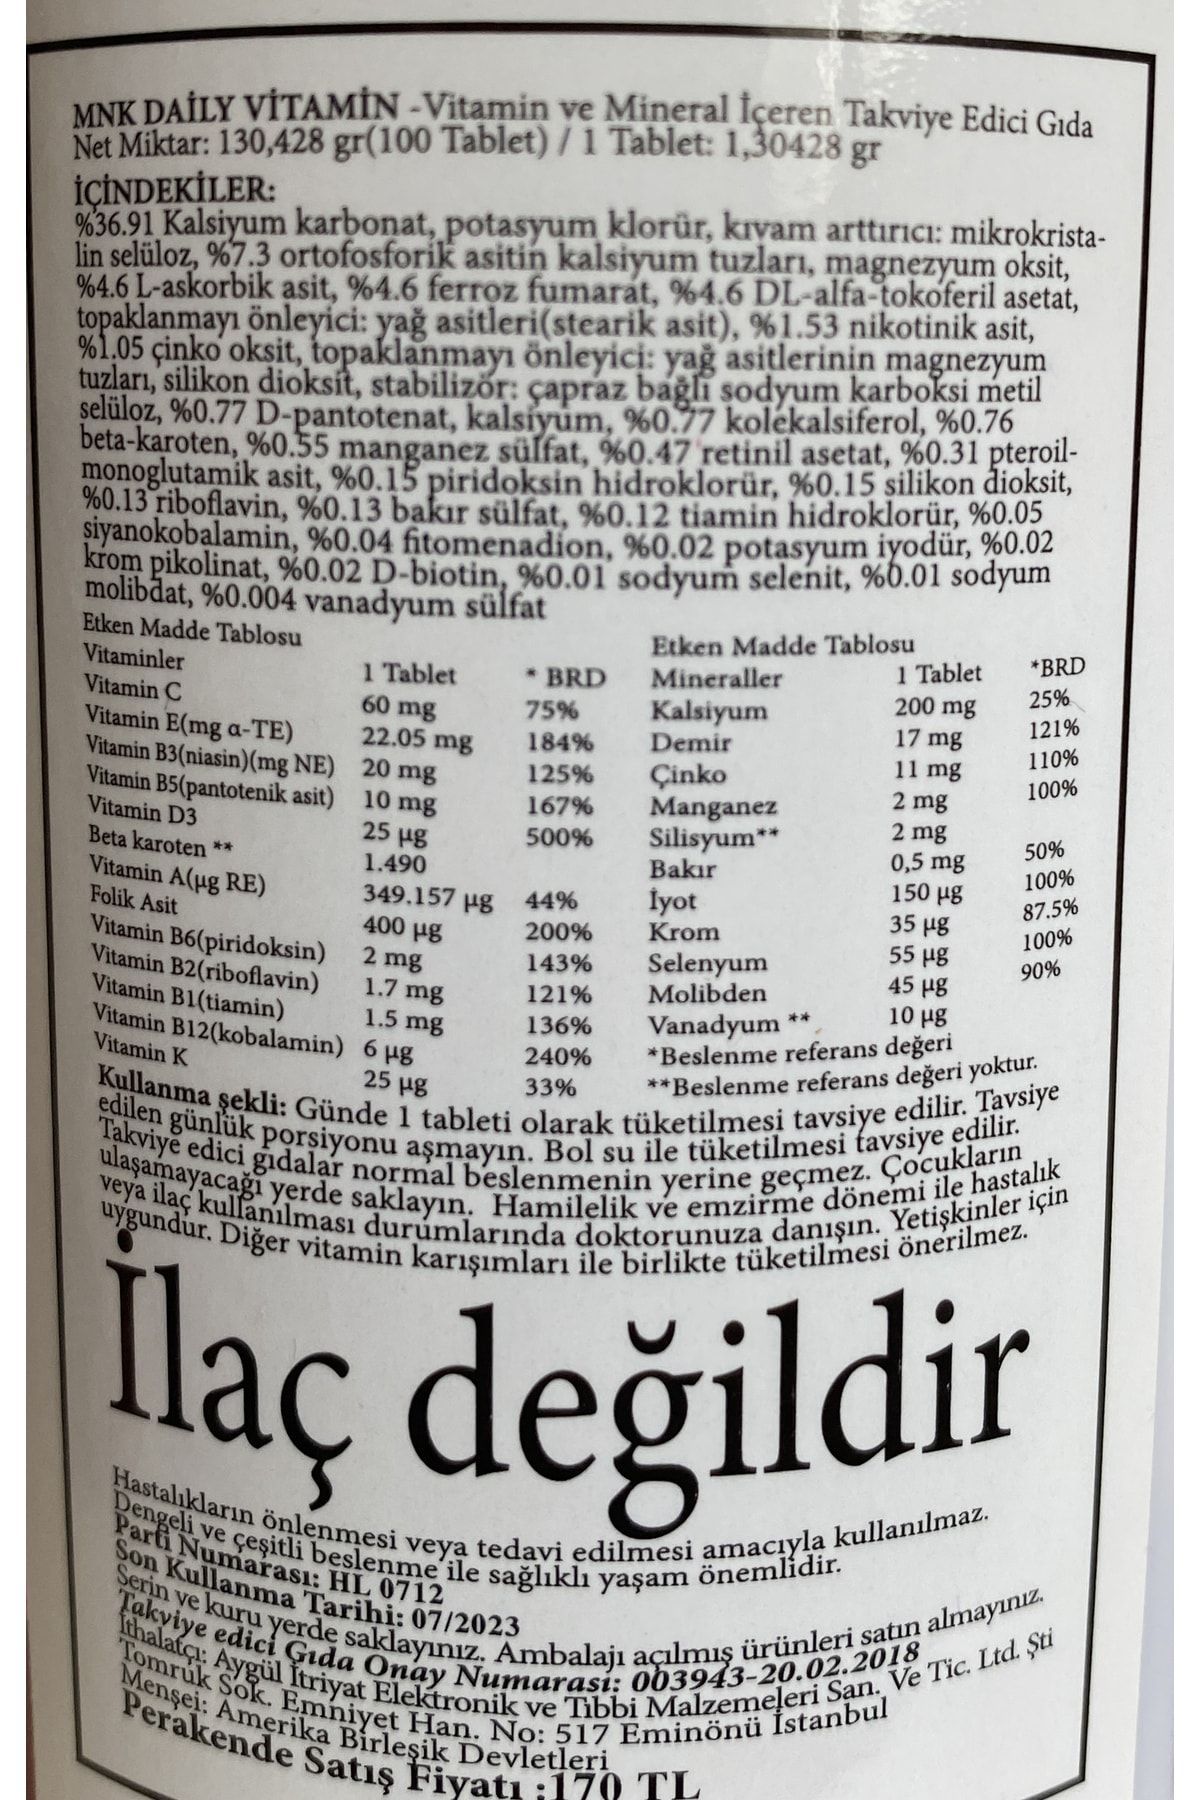 MNK DAİLY VİTAMİN -Vitamin ve Mineral İçeren Takviye Edici Gıda
Net Miktar: 130,428 gr(100 Tablet) / 1 Tablet: 1,30428 gr
İÇİNDEKİLER:
%36.91 Kalsiyum karbonat, potasyum klorür, kıvam arttırıcı: mikrokrista-
lin selüloz, %7.3 ortofosforik asitin kalsiyum tuzları, magnezyum oksit,
%4.6 L-askorbik asit, %4.6 ferroz fumarat, %4.6 DL-alfa-tokoferil asetat,
topaklanmayı önleyici: yağ asitleri(stearik asit), %1.53 nikotinik asit,
%1.05 çinko oksit, topaklanmayı önleyici: yağ asitlerinin magnezyum
tuzları, silikon dioksit, stabilizör: çapraz bağlı sodyum karboksi metil
selüloz, %0.77 D-pantotenat, kalsiyum, %0.77 kolekalsiferol, %0.76
beta-karoten, %0.55 manganez sülfat, %0.47 retinil asetat, %0.31 pteroil-
monoglutamik asit, %0.15 piridoksin hidroklorür, %0.15 silikon dioksit,
%0.13 riboflavin, %0.13 bakır sülfat, %0.12 tiamin hidroklorür, %0.05
siyanokobalamin, %0.04 fitomenadion, %0.02 potasyum iyodür, %0.02
krom pikolinat, %0.02 D-biotin, %0.01 sodyum selenit, %0.01 sodyum
molibdat, %0.004 vanadyum sülfat
Etken Madde Tablosu
Vitaminler 1 Tablet * BRD
Vitamin C 60 mg 75%
Vitamin E(mg α-TE) 22.05 mg 184%
Vitamin B3(niasin)(mg NE) 20 mg 125%
Vitamin B5(pantotenik asit) 10 mg 167%
Vitamin D3 25 µg 500%
Beta karoten ** 1.490
Vitamin A(µg RE) 349.157 µg 44%
Folik Asit 400 µg 200%
Vitamin B6(piridoksin) 2 mg 143%
Vitamin B2(riboflavin) 1.7 mg 121%
Vitamin B1(tiamin) 1.5 mg 136%
Vitamin B12(kobalamin) 6 µg 240%
Vitamin K 25 µg 33%
Etken Madde Tablosu
Mineraller 1 Tablet *BRD
Kalsiyum 200 mg 25%
Demir 17 mg 121%
Çinko 11 mg 110%
Manganez 2 mg 100%
Silisyum** 2 mg
Bakır 0,5 mg 50%
İyot 150 µg 100%
Krom 35 µg 87.5%
Selenyum 55 µg 100%
Molibden 45 µg 90%
Vanadyum ** 10 µg
*Beslenme referans değeri
**Beslenme referans değeri yoktur.
Kullanma şekli: Günde 1 tableti olarak tüketilmesi tavsiye edilir. Tavsiye
edilen günlük porsiyonu aşmayın. Bol su ile tüketilmesi tavsiye edilir.
Takviye edici gıdalar normal beslenmenin yerine geçmez. Çocukların
ulaşamayacağı yerde saklayın. Hamilelik ve emzirme dönemi ile hastalık
veya ilaç kullanılması durumlarında doktorunuza danışın. Yetişkinler için
uygundur. Diğer vitamin karışımları ile birlikte tüketilmesi önerilmez.
İlaç değildir
Hastalıkların önlenmesi veya tedavi edilmesi amacıyla kullanılmaz.
Dengeli ve çeşitli beslenme ile sağlıklı yaşam önemlidir.
Parti Numarası: HL 0712
Son Kullanma Tarihi: 07/2023
Serin ve kuru yerde saklayınız. Ambalajı açılmış ürünleri satın almayınız.
Takviye edici Gıda Onay Numarası: 003943-20.02.2018
İthalatçı: Aygül Itriyat Elektronik ve Tıbbi Malzemeleri San. Ve Tic. Ltd. Şti
Tomruk Sok. Emniyet Han. No: 517 Eminönü İstanbul
Menşei: Amerika Birleşik Devletleri
Perakende Satış Fiyatı :170 TL